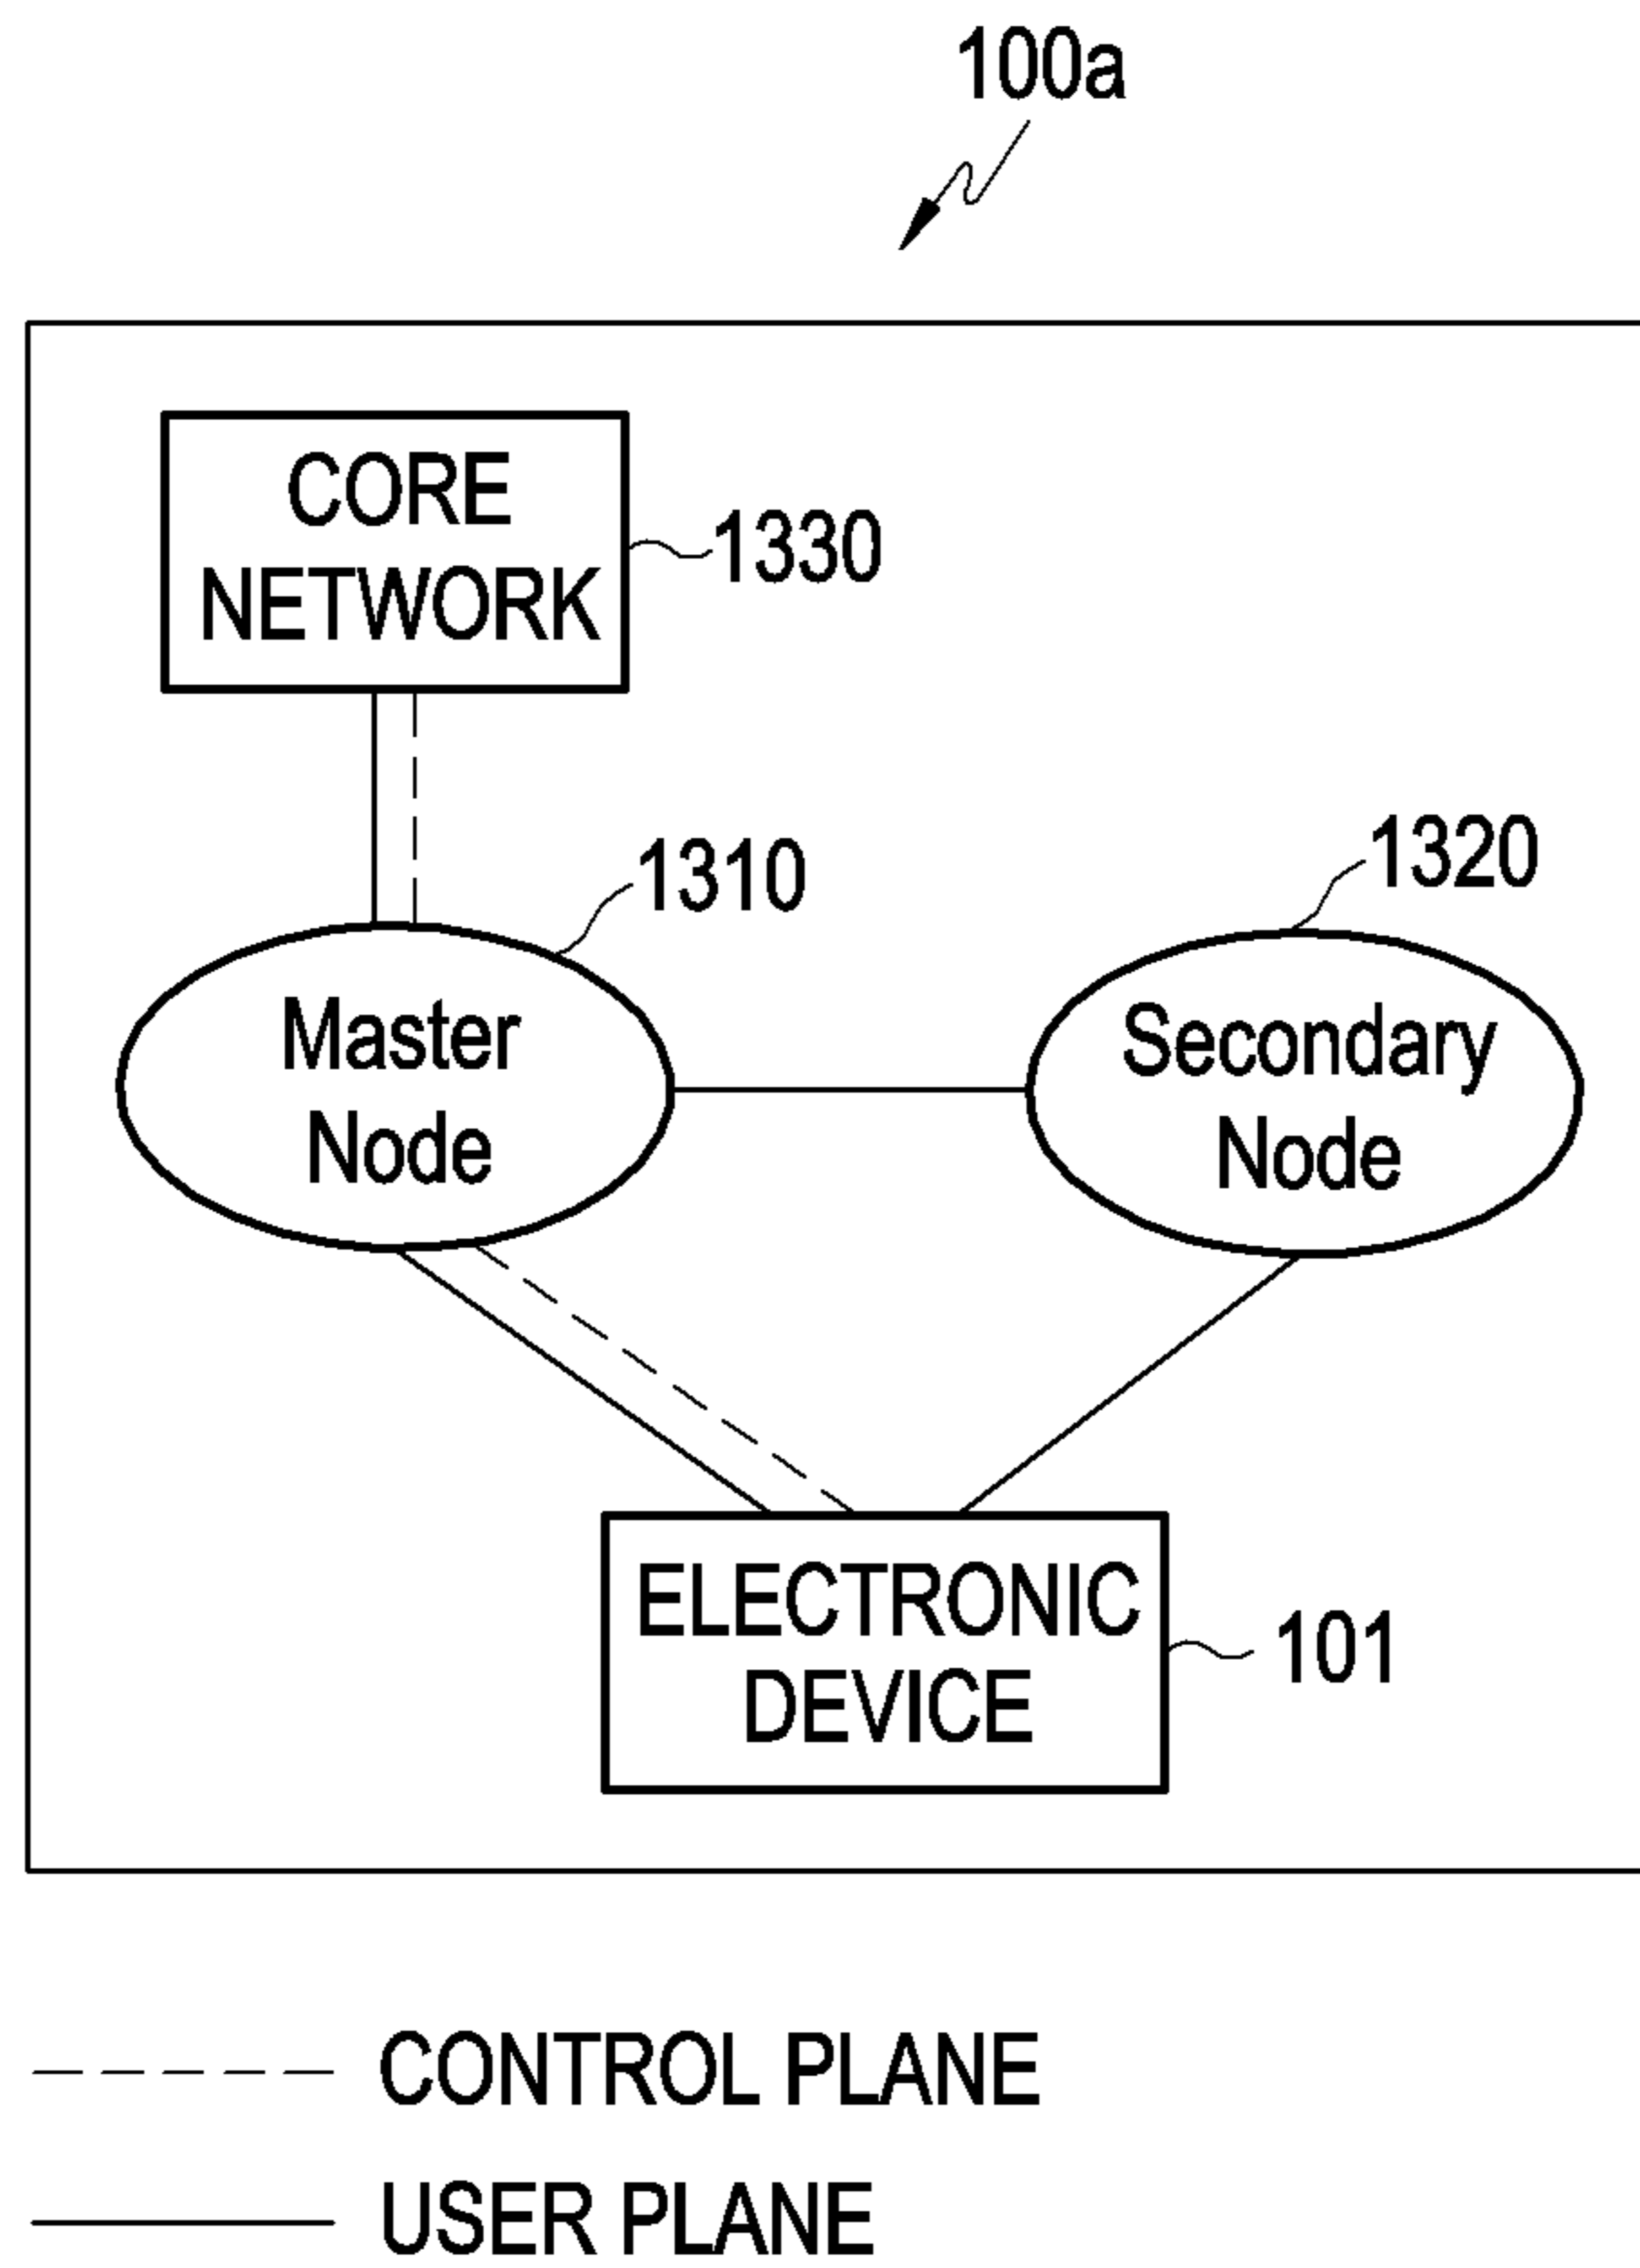 100a
CORE
NETWORK
1330
1310
1320
Master
Node
Secondary
Node
ELECTRONIC
DEVICE
101
CONTROL PLANE
USER PLANE